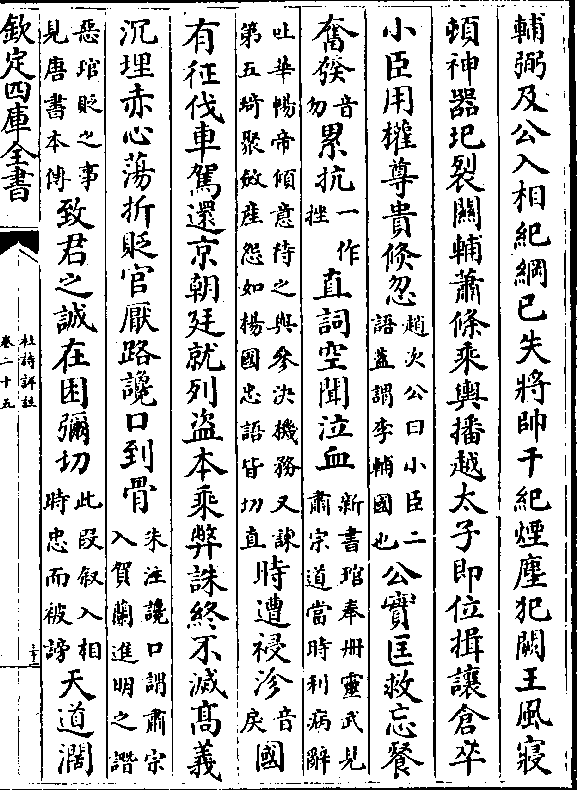 輔弼及公入相紀綱已失將帥干紀煙塵犯闕王風寢
頓神器圮裂關輔蕭條乘輿播越太子即位揖讓倉卒
小臣用權尊貴倐忽趙次公曰小臣二語葢謂李輔國也公實匡救忘餐
奮發音勿累抗一作挫直詞空聞泣血新書琯奉册靈武見肅宗道當時利病辭
吐華暢帝傾意待之與參決機務又諌第五琦聚斂産怨如楊國忠語皆切直時遭祲沴音戾國
有征伐車駕還京朝廷就列盜本乘弊誅終不滅髙義
沉埋赤心蕩折貶官厭路讒口到骨朱注讒口謂肅宗入賀蘭進明之譖
惡琯貶之事見唐書本傳致君之誠在困彌切此段叙入相時忠而被謗天道濶
欽定四庫全書
杜詩詳註
卷二十五